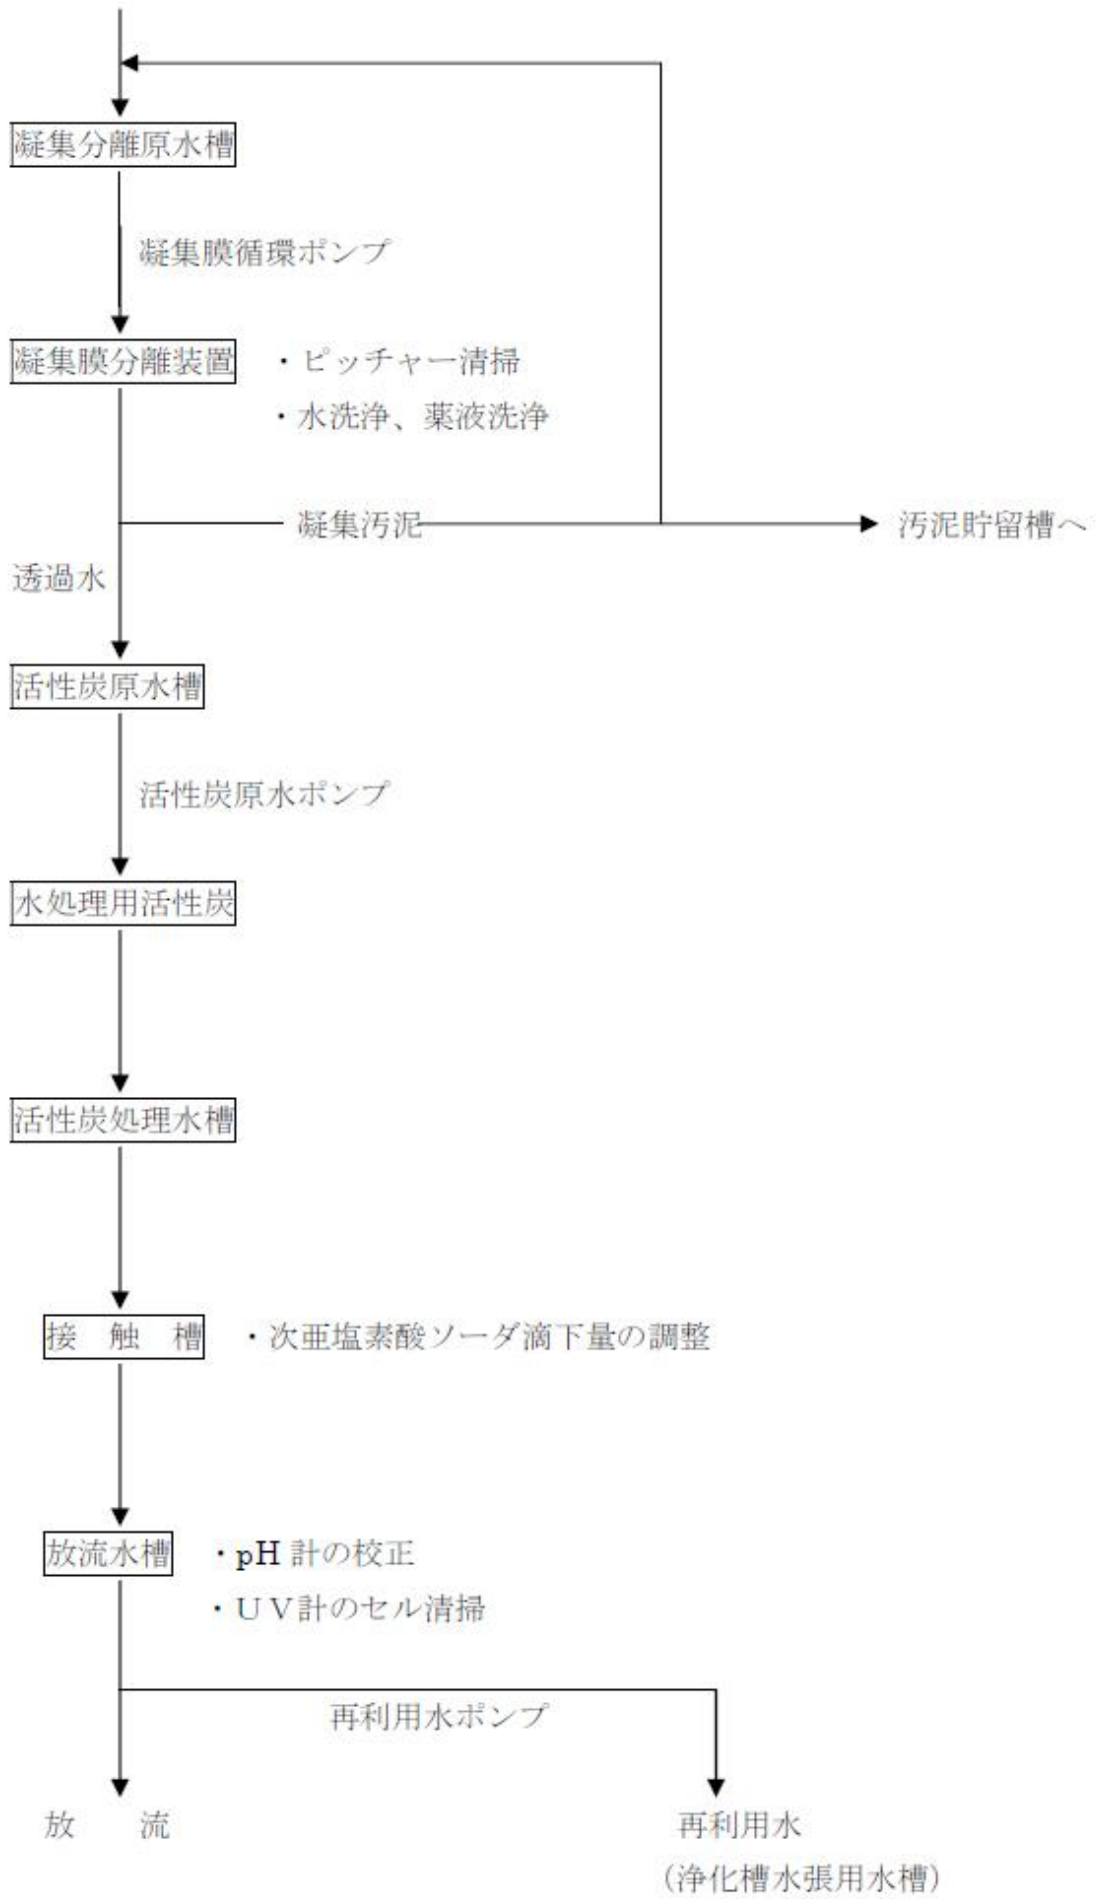 凝集分離原水槽
凝集膜循環ポンプ
凝集膜分離装置 ・ピッチャー清掃
・水洗浄、薬液洗浄
凝集汚泥 汚泥貯留槽へ
透過水
活性炭原水槽
活性炭原水ポンプ
水処理用活性炭
活性炭処理水槽
接　触　槽 ・次亜塩素酸ソーダ滴下量の調整
放流水槽 ・pH 計の校正
・ＵＶ計のセル清掃
再利用水ポンプ
放　　流 再利用水
（浄化槽水張用水槽）